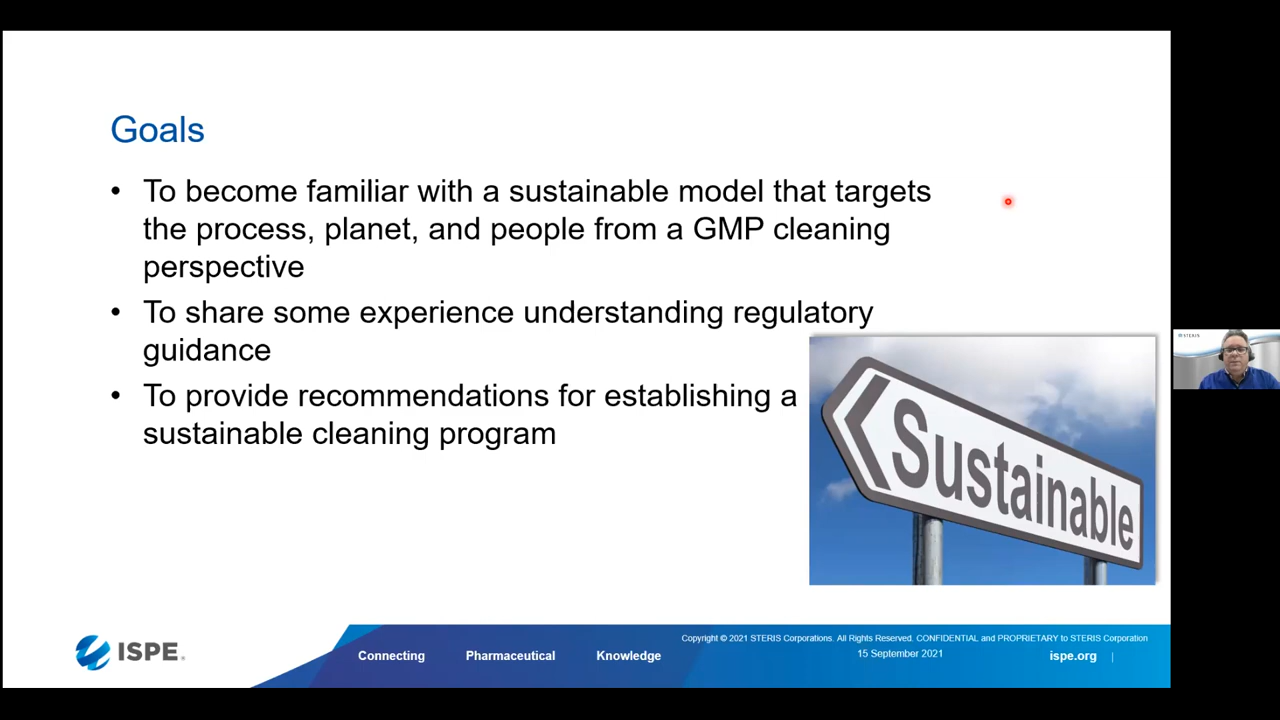 Goals
• To become familiar with a sustainable model that targets
the process, planet, and people from a GMP cleaning
perspective
• To share some experience understanding regulatory
guidance
• To provide recommendations for establishing a
sustainable cleaning program
Sustainable
STERIS
ISPE.
Connecting Pharmaceutical Knowledge
Copyright © 2021 STERIS Corporations. All Rights Reserved. CONFIDENTIAL and PROPRIETARY to STERIS Corporation
15 September 2021
ispe.org |